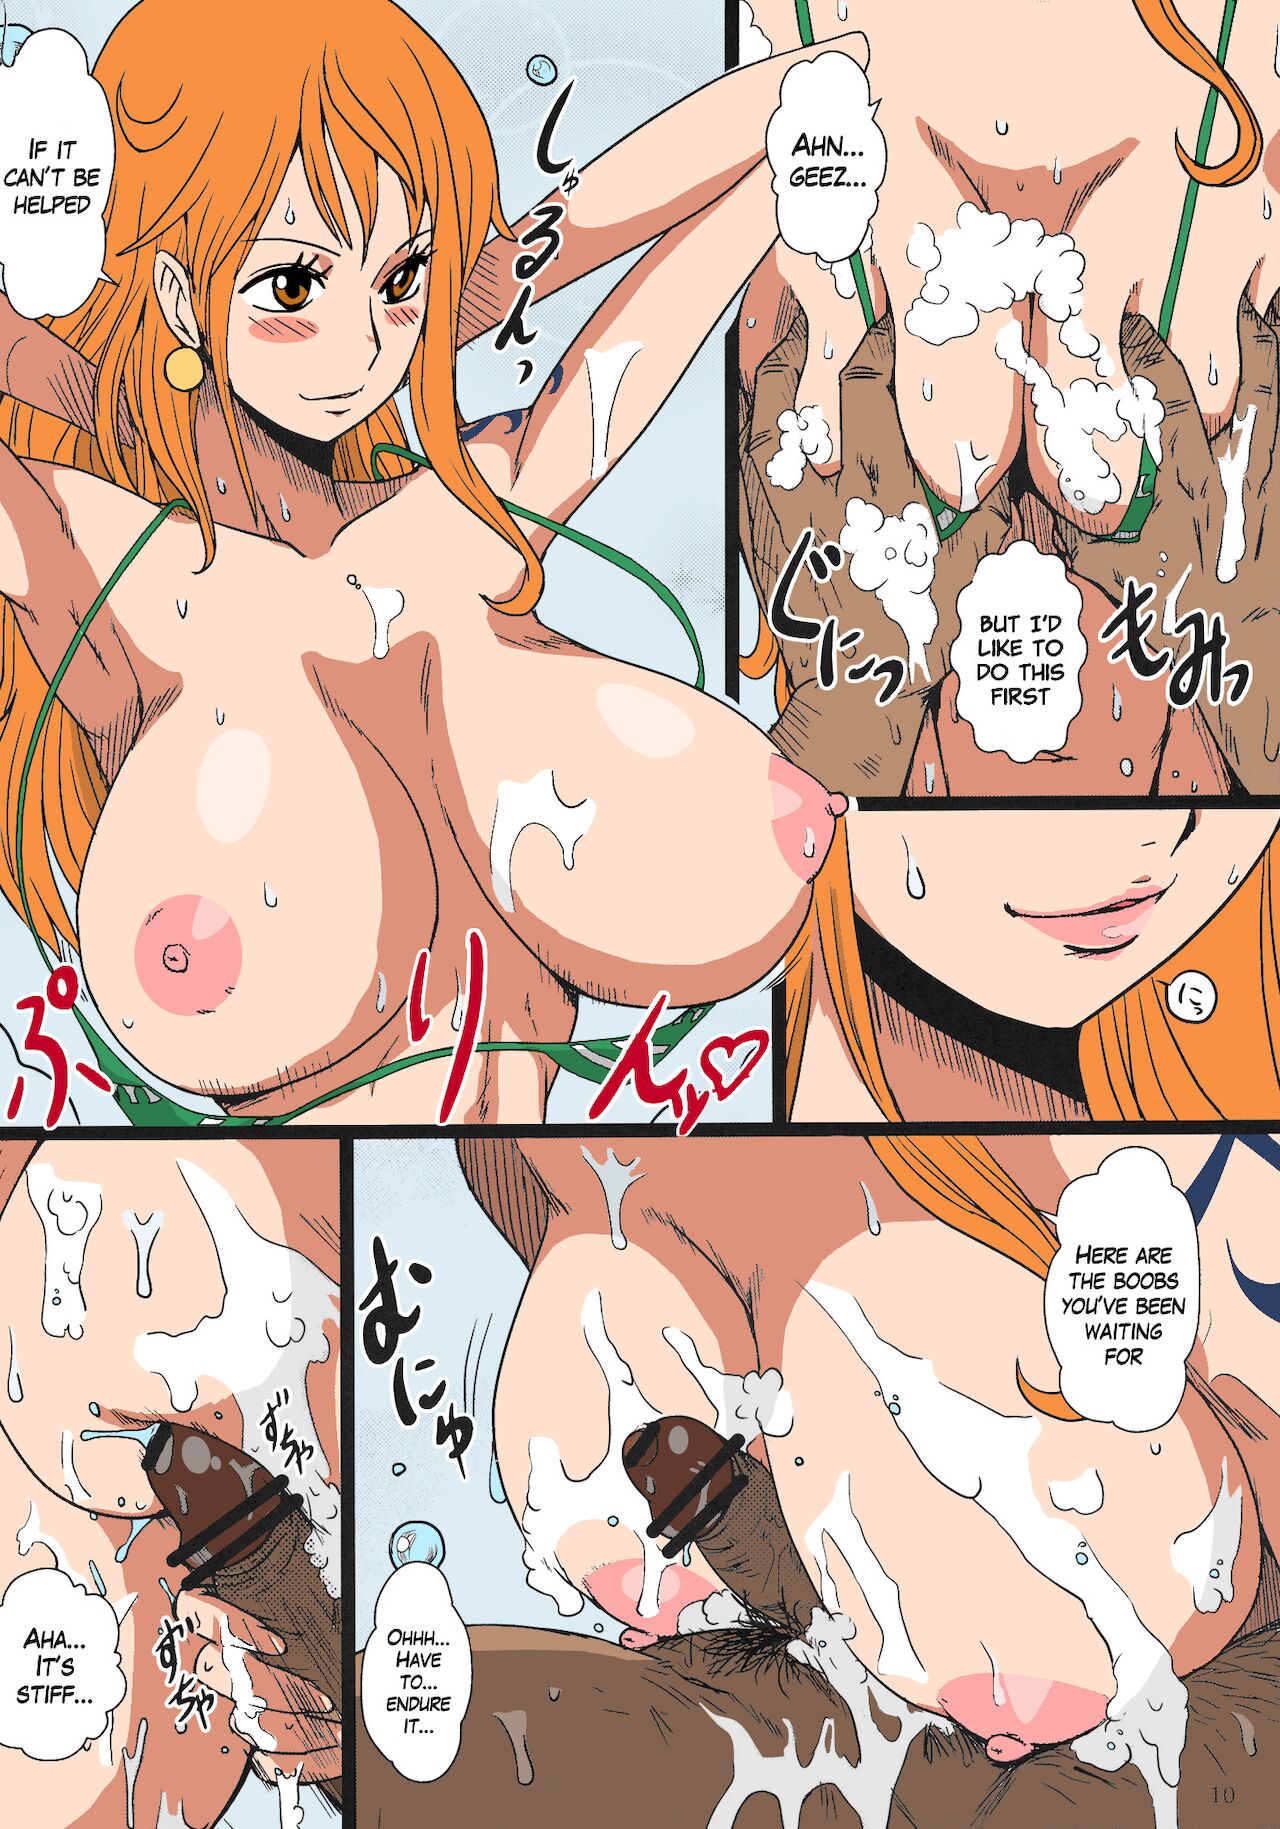 AHN...
GEEZ...
もみっ
ぐにっ
BUT I'D
LIKE TO
DO THIS
FIRST
しゅるんっ
IF IT
CAN'T BE
HELPED
ぷりんっ♡
にっ
HERE ARE
THE BOOBS
YOU'VE BEEN
WAITING
FOR
むにゅ
OHHH...
HAVE
TO...
ENDURE
IT...
ずちゃ
ずちゃ
AHA...
IT'S
STIFF...
10